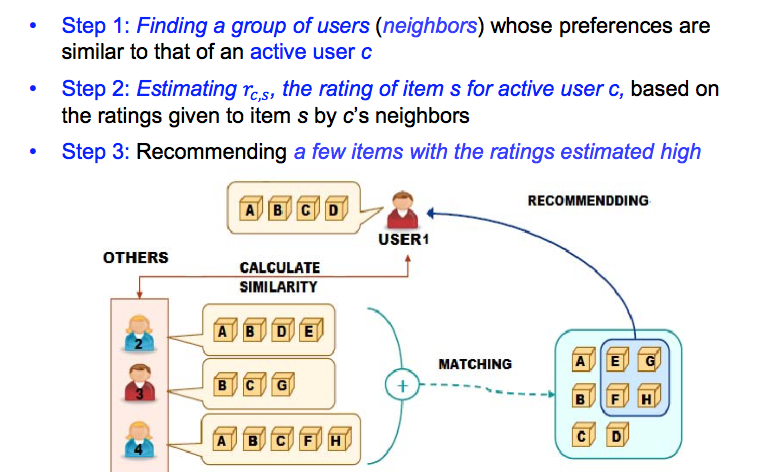 • Step 1: Finding a group of users (neighbors) whose preferences are
similar to that of an active user c
• Step 2: Estimating r_{c,s}, the rating of item s for active user c, based on
the ratings given to item s by c's neighbors
• Step 3: Recommending a few items with the ratings estimated high
A B C D
USER1
RECOMMENDDING
OTHERS
CALCULATE
SIMILARITY
2
A B D E
3
B C G
4
A B C F H
+
MATCHING
A E G
B F H
C D